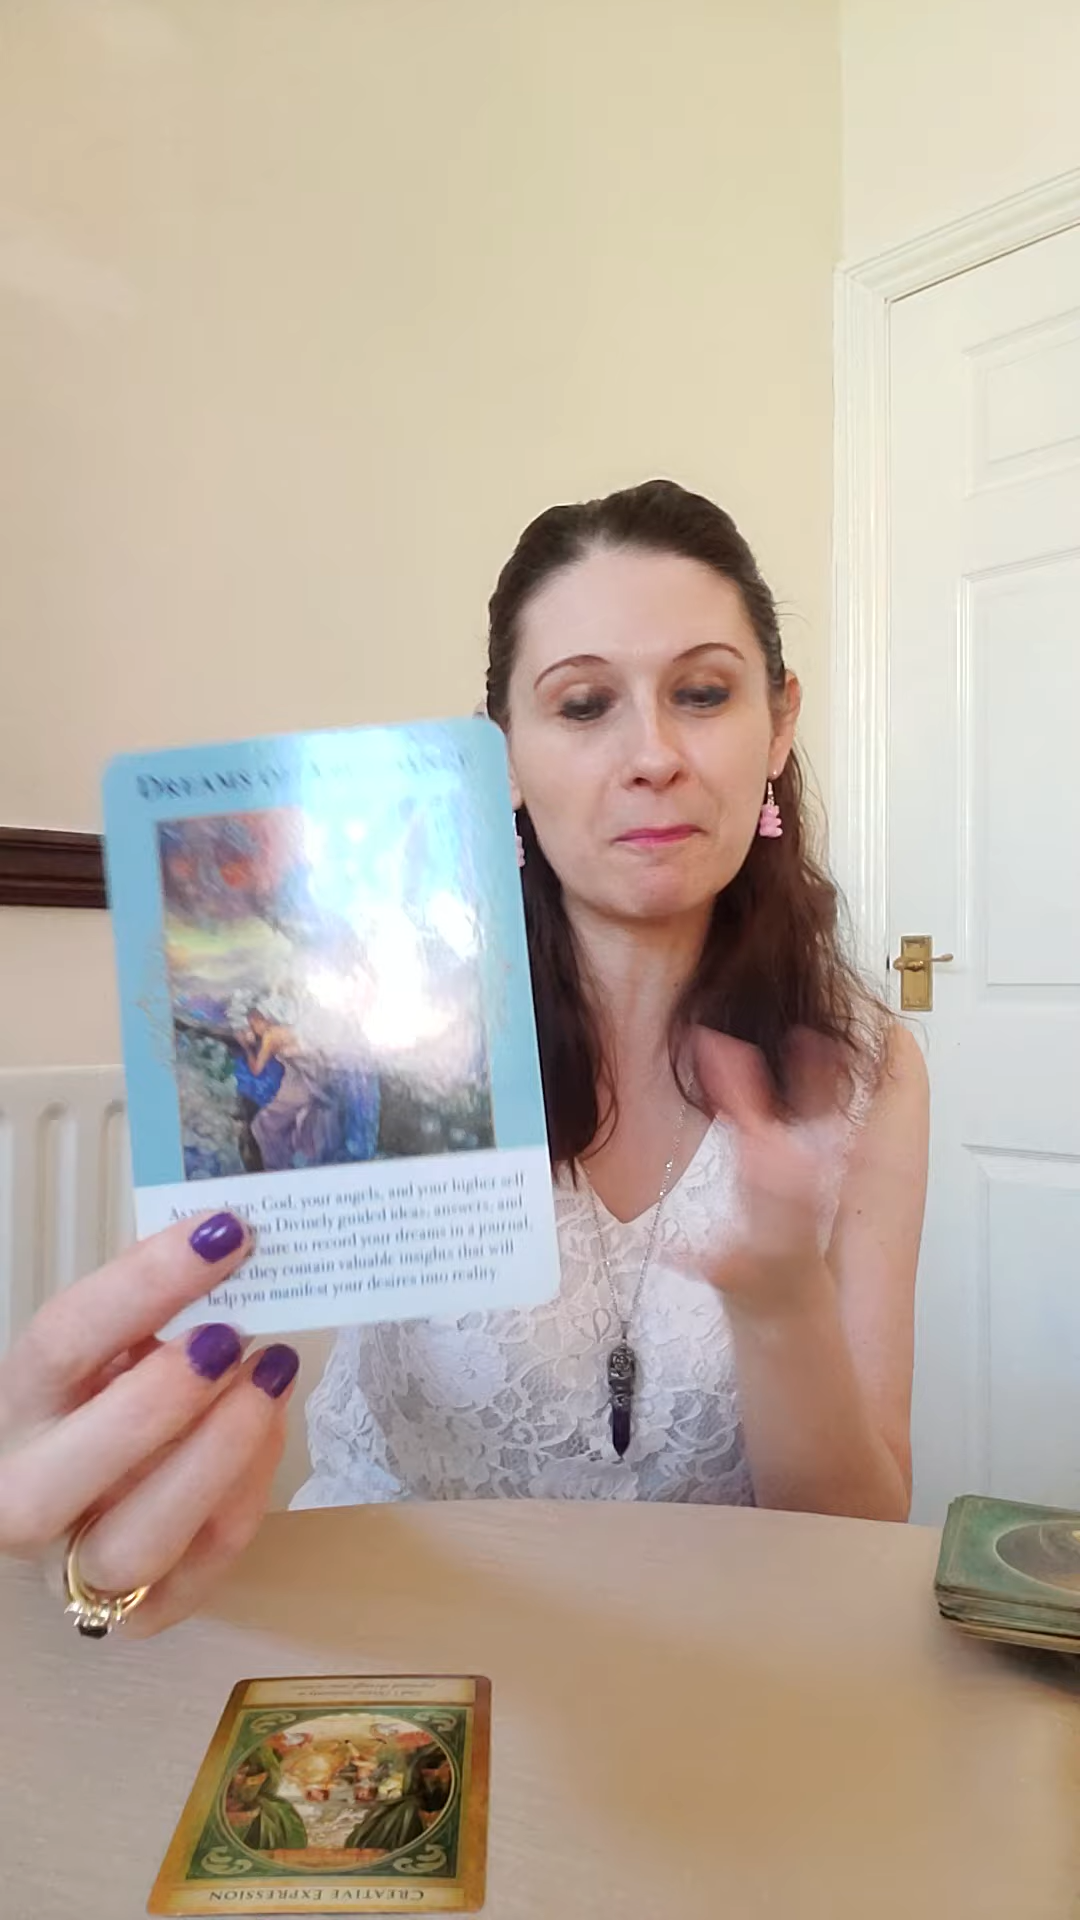 DREAMS OF ABUNDANCE
As you sleep, God, your angels, and your higher self
you Divinely guided ideas, answers, and
sure to record your dreams in a journal,
they contain valuable insights that will
help you manifest your desires into reality.
CREATIVE EXPRESSION